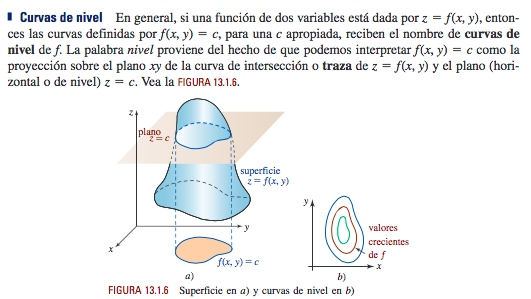 Curvas de nivel En general, si una función de dos variables está dada por z = f(x, y), enton-
ces las curvas definidas por f(x, y) = c, para una c apropiada, reciben el nombre de curvas de
nivel de f. La palabra nivel proviene del hecho de que podemos interpretar f(x, y) = c como la
proyección sobre el plano xy de la curva de intersección o traza de z = f(x, y) y el plano (hori-
zontal o de nivel) z = c. Vea la FIGURA 13.1.6.
z
plano
z = c
superficie
z = f(x, y)
y
x
f(x, y) = c
a)
y
valores
crecientes
de f
x
b)
FIGURA 13.1.6 Superficie en a) y curvas de nivel en b)